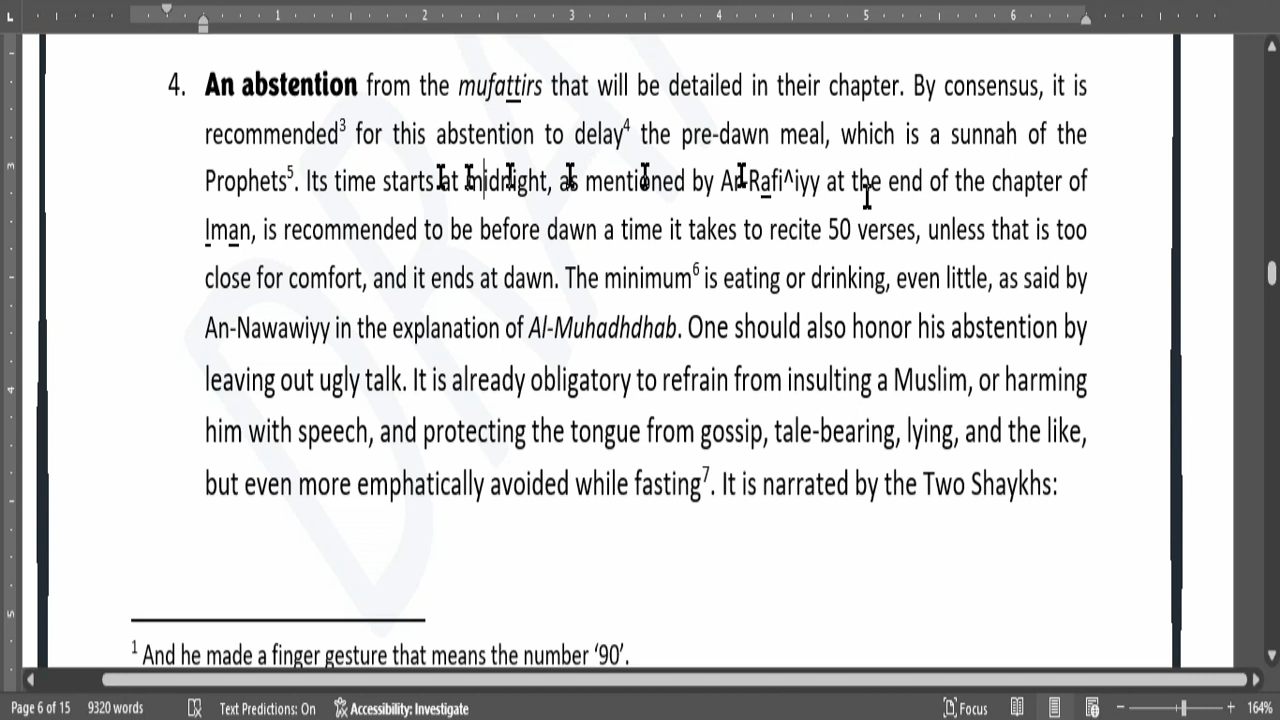 L
1 2 3 4 5 6
4. An abstention from the mufattirs that will be detailed in their chapter. By consensus, it is
recommended3 for this abstention to delay4 the pre-dawn meal, which is a sunnah of the
Prophets5. Its time starts at midnight, as mentioned by Ar-Rafi^iyy at the end of the chapter of
Iman, is recommended to be before dawn a time it takes to recite 50 verses, unless that is too
close for comfort, and it ends at dawn. The minimum6 is eating or drinking, even little, as said by
An-Nawawiyy in the explanation of Al-Muhadhdhab. One should also honor his abstention by
leaving out ugly talk. It is already obligatory to refrain from insulting a Muslim, or harming
him with speech, and protecting the tongue from gossip, tale-bearing, lying, and the like,
but even more emphatically avoided while fasting7. It is narrated by the Two Shaykhs:
3
4
5
1 And he made a finger gesture that means the number ‘90’.
Page 6 of 15 9320 words Text Predictions: On Accessibility: Investigate Focus 164%